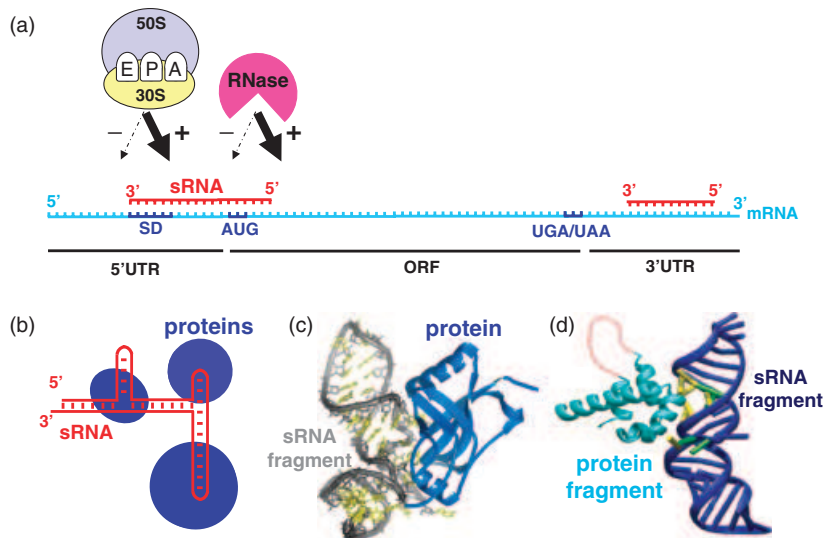 (a)
50S
E P A
30S
RNase
– +
– +
5’
3’ sRNA 5’
3’ 5’
3’ mRNA
SD AUG UGA/UAA
5’UTR ORF 3’UTR
(b) proteins
5’
3’
sRNA
(c) protein
sRNA
fragment
(d)
sRNA
fragment
protein
fragment